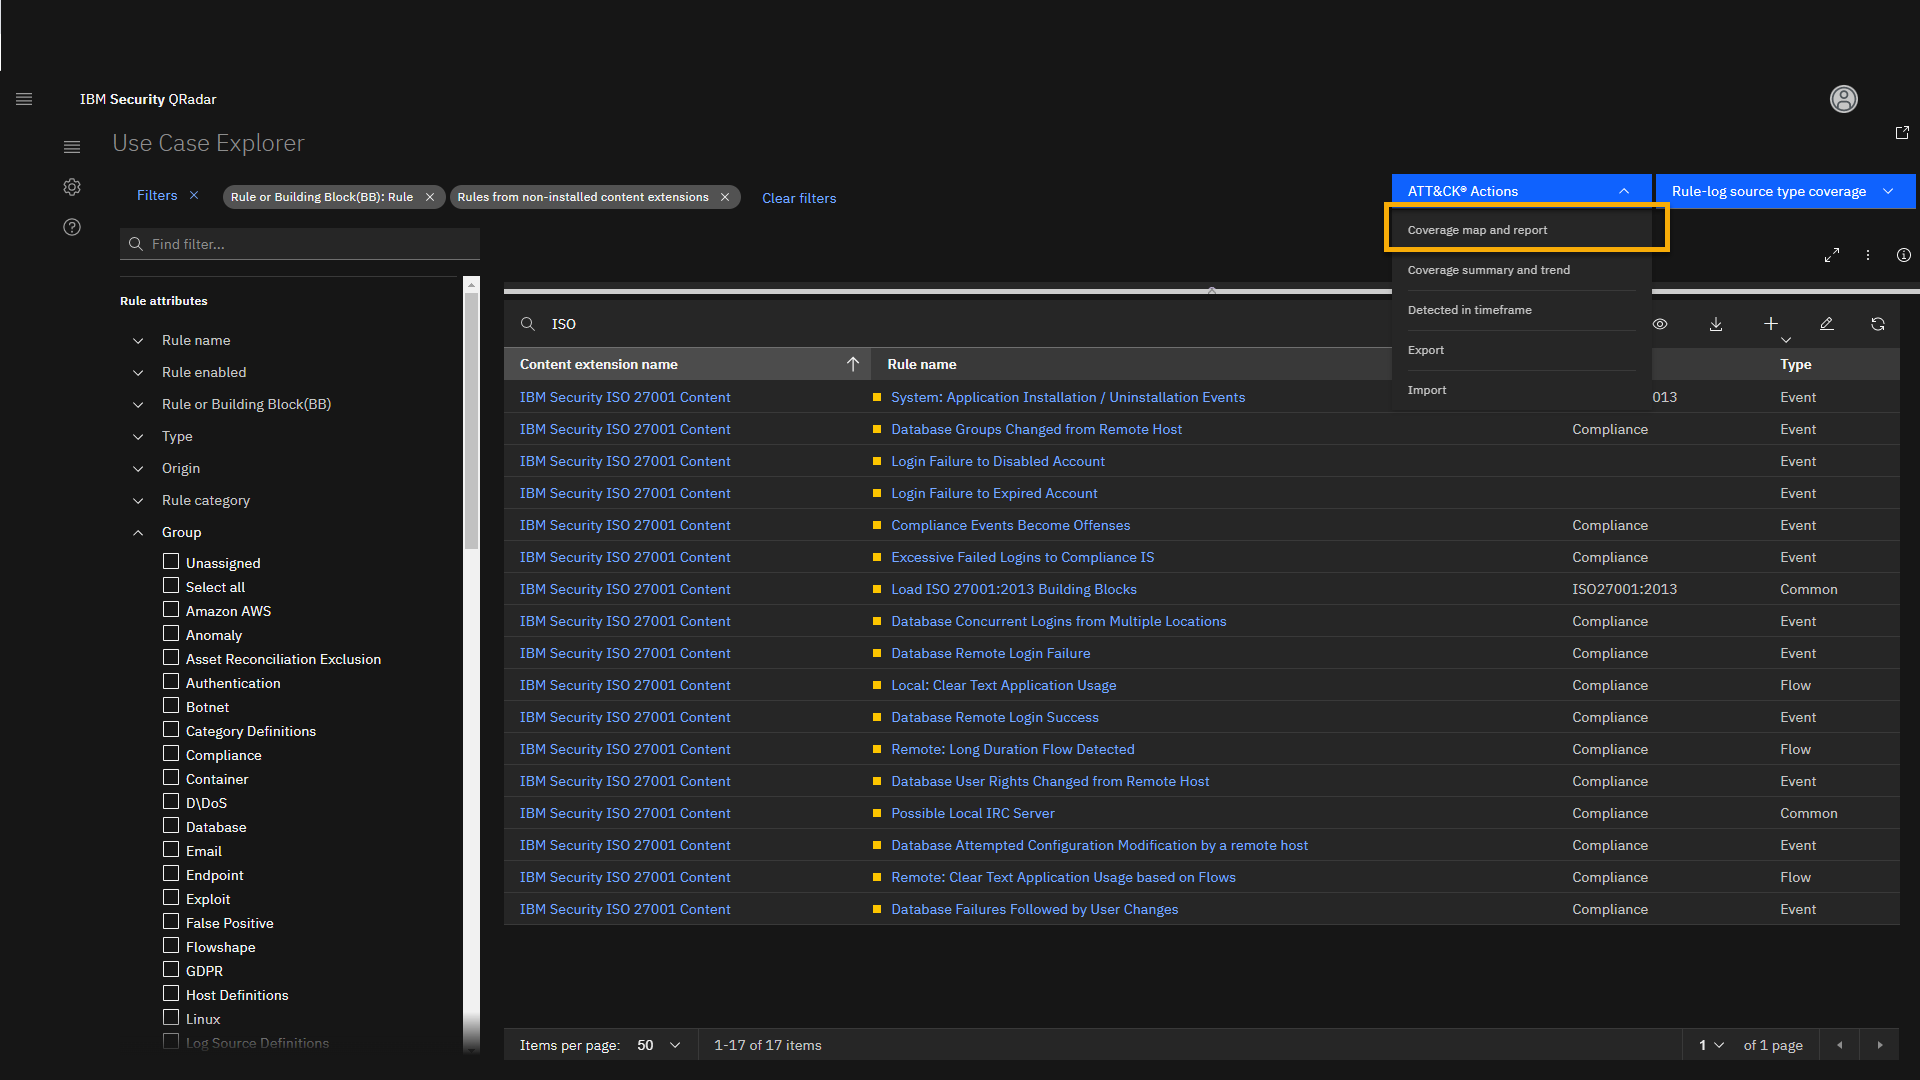 IBM Security QRadar
Use Case Explorer
Filters
Rule or Building Block(BB): Rule
Rules from non-installed content extensions
Clear filters
ATT&CK® Actions
Rule-log source type coverage
Coverage map and report
Coverage summary and trend
Detected in timeframe
Export
Import
Find filter...
Rule attributes
Rule name
Rule enabled
Rule or Building Block(BB)
Type
Origin
Rule category
Group
Unassigned
Select all
Amazon AWS
Anomaly
Asset Reconciliation Exclusion
Authentication
Botnet
Category Definitions
Compliance
Container
D\DoS
Database
Email
Endpoint
Exploit
False Positive
Flowshape
GDPR
Host Definitions
Linux
Log Source Definitions
ISO
Content extension name Rule name Type
IBM Security ISO 27001 Content System: Application Installation / Uninstallation Events 013 Event
IBM Security ISO 27001 Content Database Groups Changed from Remote Host Compliance Event
IBM Security ISO 27001 Content Login Failure to Disabled Account Event
IBM Security ISO 27001 Content Login Failure to Expired Account Event
IBM Security ISO 27001 Content Compliance Events Become Offenses Compliance Event
IBM Security ISO 27001 Content Excessive Failed Logins to Compliance IS Compliance Event
IBM Security ISO 27001 Content Load ISO 27001:2013 Building Blocks ISO27001:2013 Common
IBM Security ISO 27001 Content Database Concurrent Logins from Multiple Locations Compliance Event
IBM Security ISO 27001 Content Database Remote Login Failure Compliance Event
IBM Security ISO 27001 Content Local: Clear Text Application Usage Compliance Flow
IBM Security ISO 27001 Content Database Remote Login Success Compliance Event
IBM Security ISO 27001 Content Remote: Long Duration Flow Detected Compliance Flow
IBM Security ISO 27001 Content Database User Rights Changed from Remote Host Compliance Event
IBM Security ISO 27001 Content Possible Local IRC Server Compliance Common
IBM Security ISO 27001 Content Database Attempted Configuration Modification by a remote host Compliance Event
IBM Security ISO 27001 Content Remote: Clear Text Application Usage based on Flows Compliance Flow
IBM Security ISO 27001 Content Database Failures Followed by User Changes Compliance Event
Items per page: 50 1-17 of 17 items 1 of 1 page